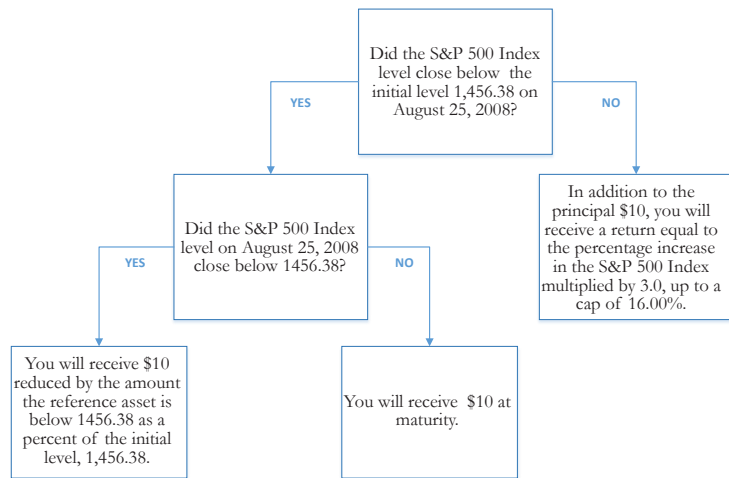 Did the S&P 500 Index
level close below the
initial level 1,456.38 on
August 25, 2008?
YES
NO
Did the S&P 500 Index
level on August 25, 2008
close below 1456.38?
In addition to the
principal $10, you will
receive a return equal to
the percentage increase
in the S&P 500 Index
multiplied by 3.0, up to a
cap of 16.00%.
YES
NO
You will receive $10
reduced by the amount
the reference asset is
below 1456.38 as a
percent of the initial
level, 1,456.38.
You will receive $10 at
maturity.